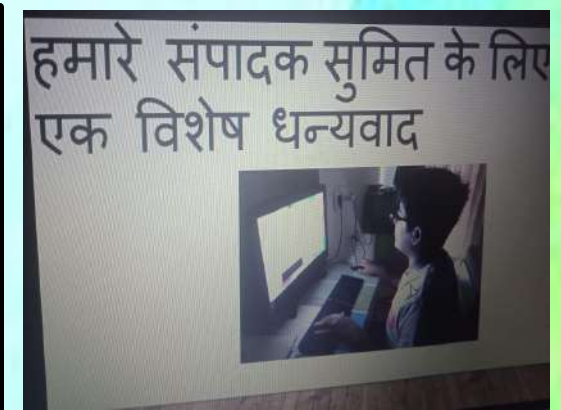 हमारे संपादक सुमित के लिए
एक विशेष धन्यवाद